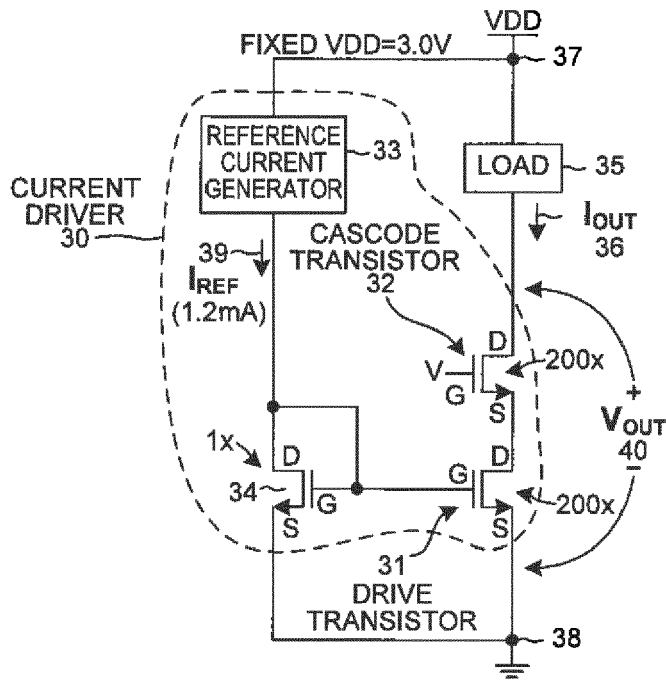 VDD
FIXED VDD=3.0V
37
REFERENCE
CURRENT
GENERATOR
33
LOAD
35
CURRENT
DRIVER
30
39
IREF
(1.2mA)
CASCODE
TRANSISTOR
32
IOUT
36
D
V
G
S
200x
+
VOUT
40
–
1x
D
34
G
S
G
D
S
200x
31
DRIVE
TRANSISTOR
38